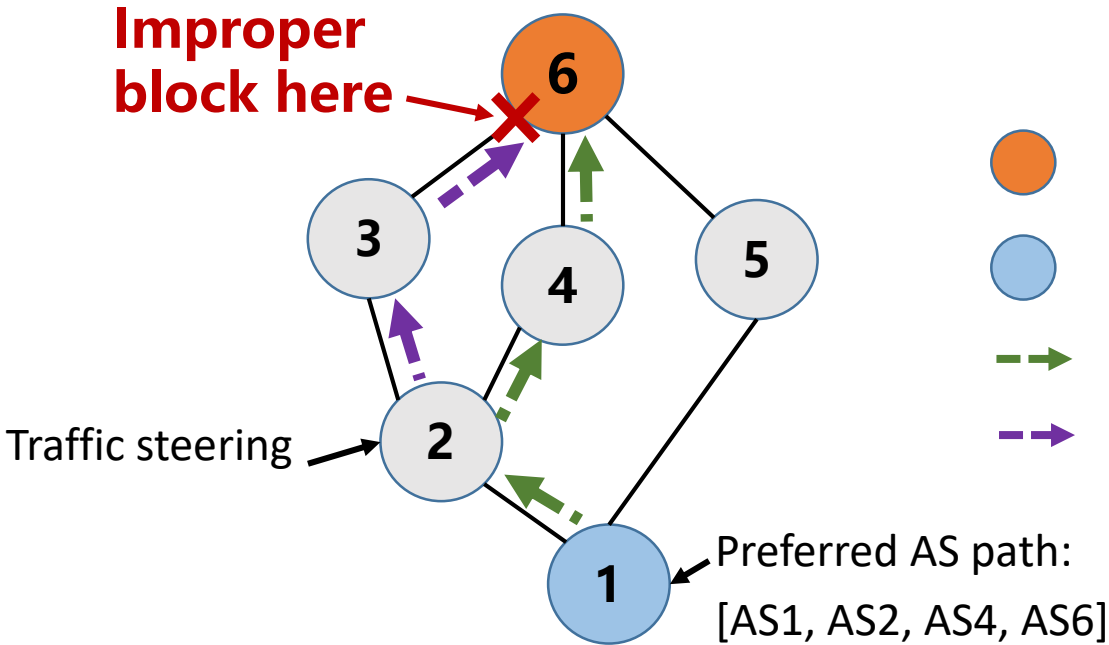 Improper
block here
6
3
4
5
2
Traffic steering
1
Preferred AS path:
[AS1, AS2, AS4, AS6]